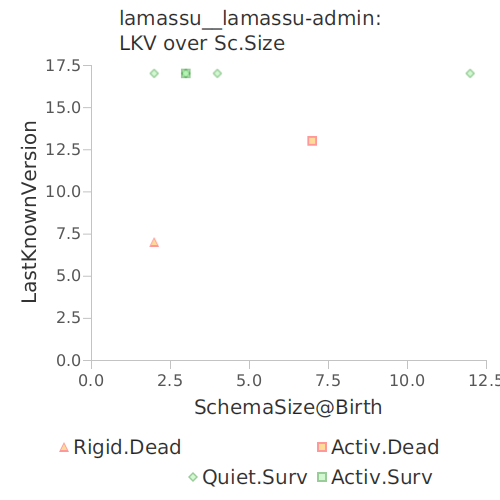 lamassu__lamassu-admin:
LKV over Sc.Size
17.5
15.0
12.5
10.0
7.5
5.0
2.5
0.0
LastKnownVersion
0.0 2.5 5.0 7.5 10.0 12.5
SchemaSize@Birth
Rigid.Dead Activ.Dead
Quiet.Surv Activ.Surv